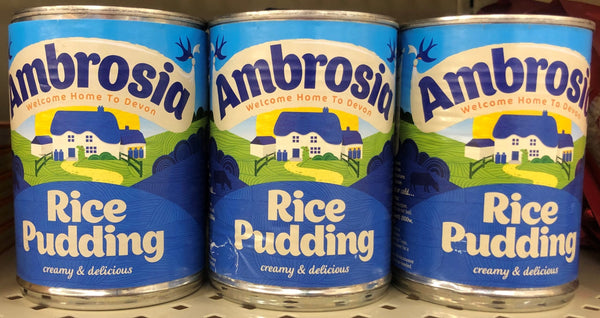 Ambrosia
Welcome Home To Devon
Rice
Pudding
creamy & delicious
Ambrosia
Welcome Home To Devon
Rice
Pudding
creamy & delicious
Ambrosia
Welcome Home To Devon
Rice
Pudding
creamy & delicious